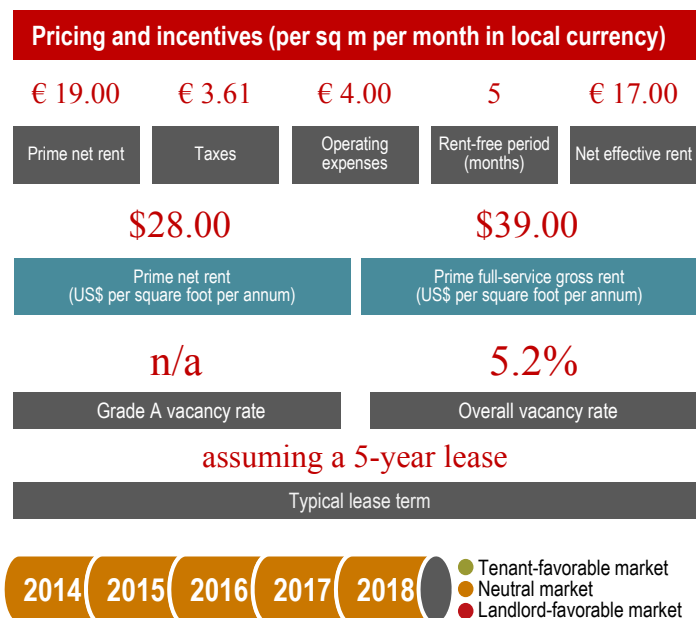 Pricing and incentives (per sq m per month in local currency)
€ 19.00 € 3.61 € 4.00 5 € 17.00
Prime net rent
Taxes
Operating
expenses
Rent-free period
(months)
Net effective rent
$28.00 $39.00
Prime net rent
(US$ per square foot per annum)
Prime full-service gross rent
(US$ per square foot per annum)
n/a 5.2%
Grade A vacancy rate Overall vacancy rate
assuming a 5-year lease
Typical lease term
2014 2015 2016 2017 2018
Tenant-favorable market
Neutral market
Landlord-favorable market